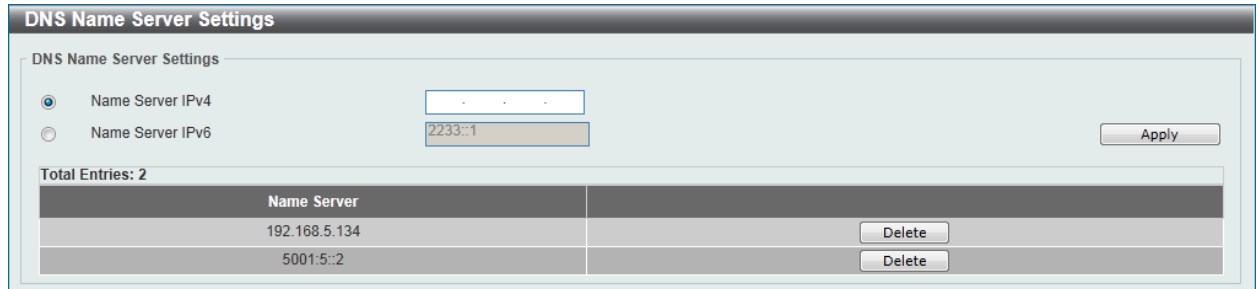 DNS Name Server Settings
DNS Name Server Settings
Name Server IPv4 . . .
Name Server IPv6 2233::1
Apply
Total Entries: 2
Name Server
192.168.5.134 Delete
5001:5::2 Delete